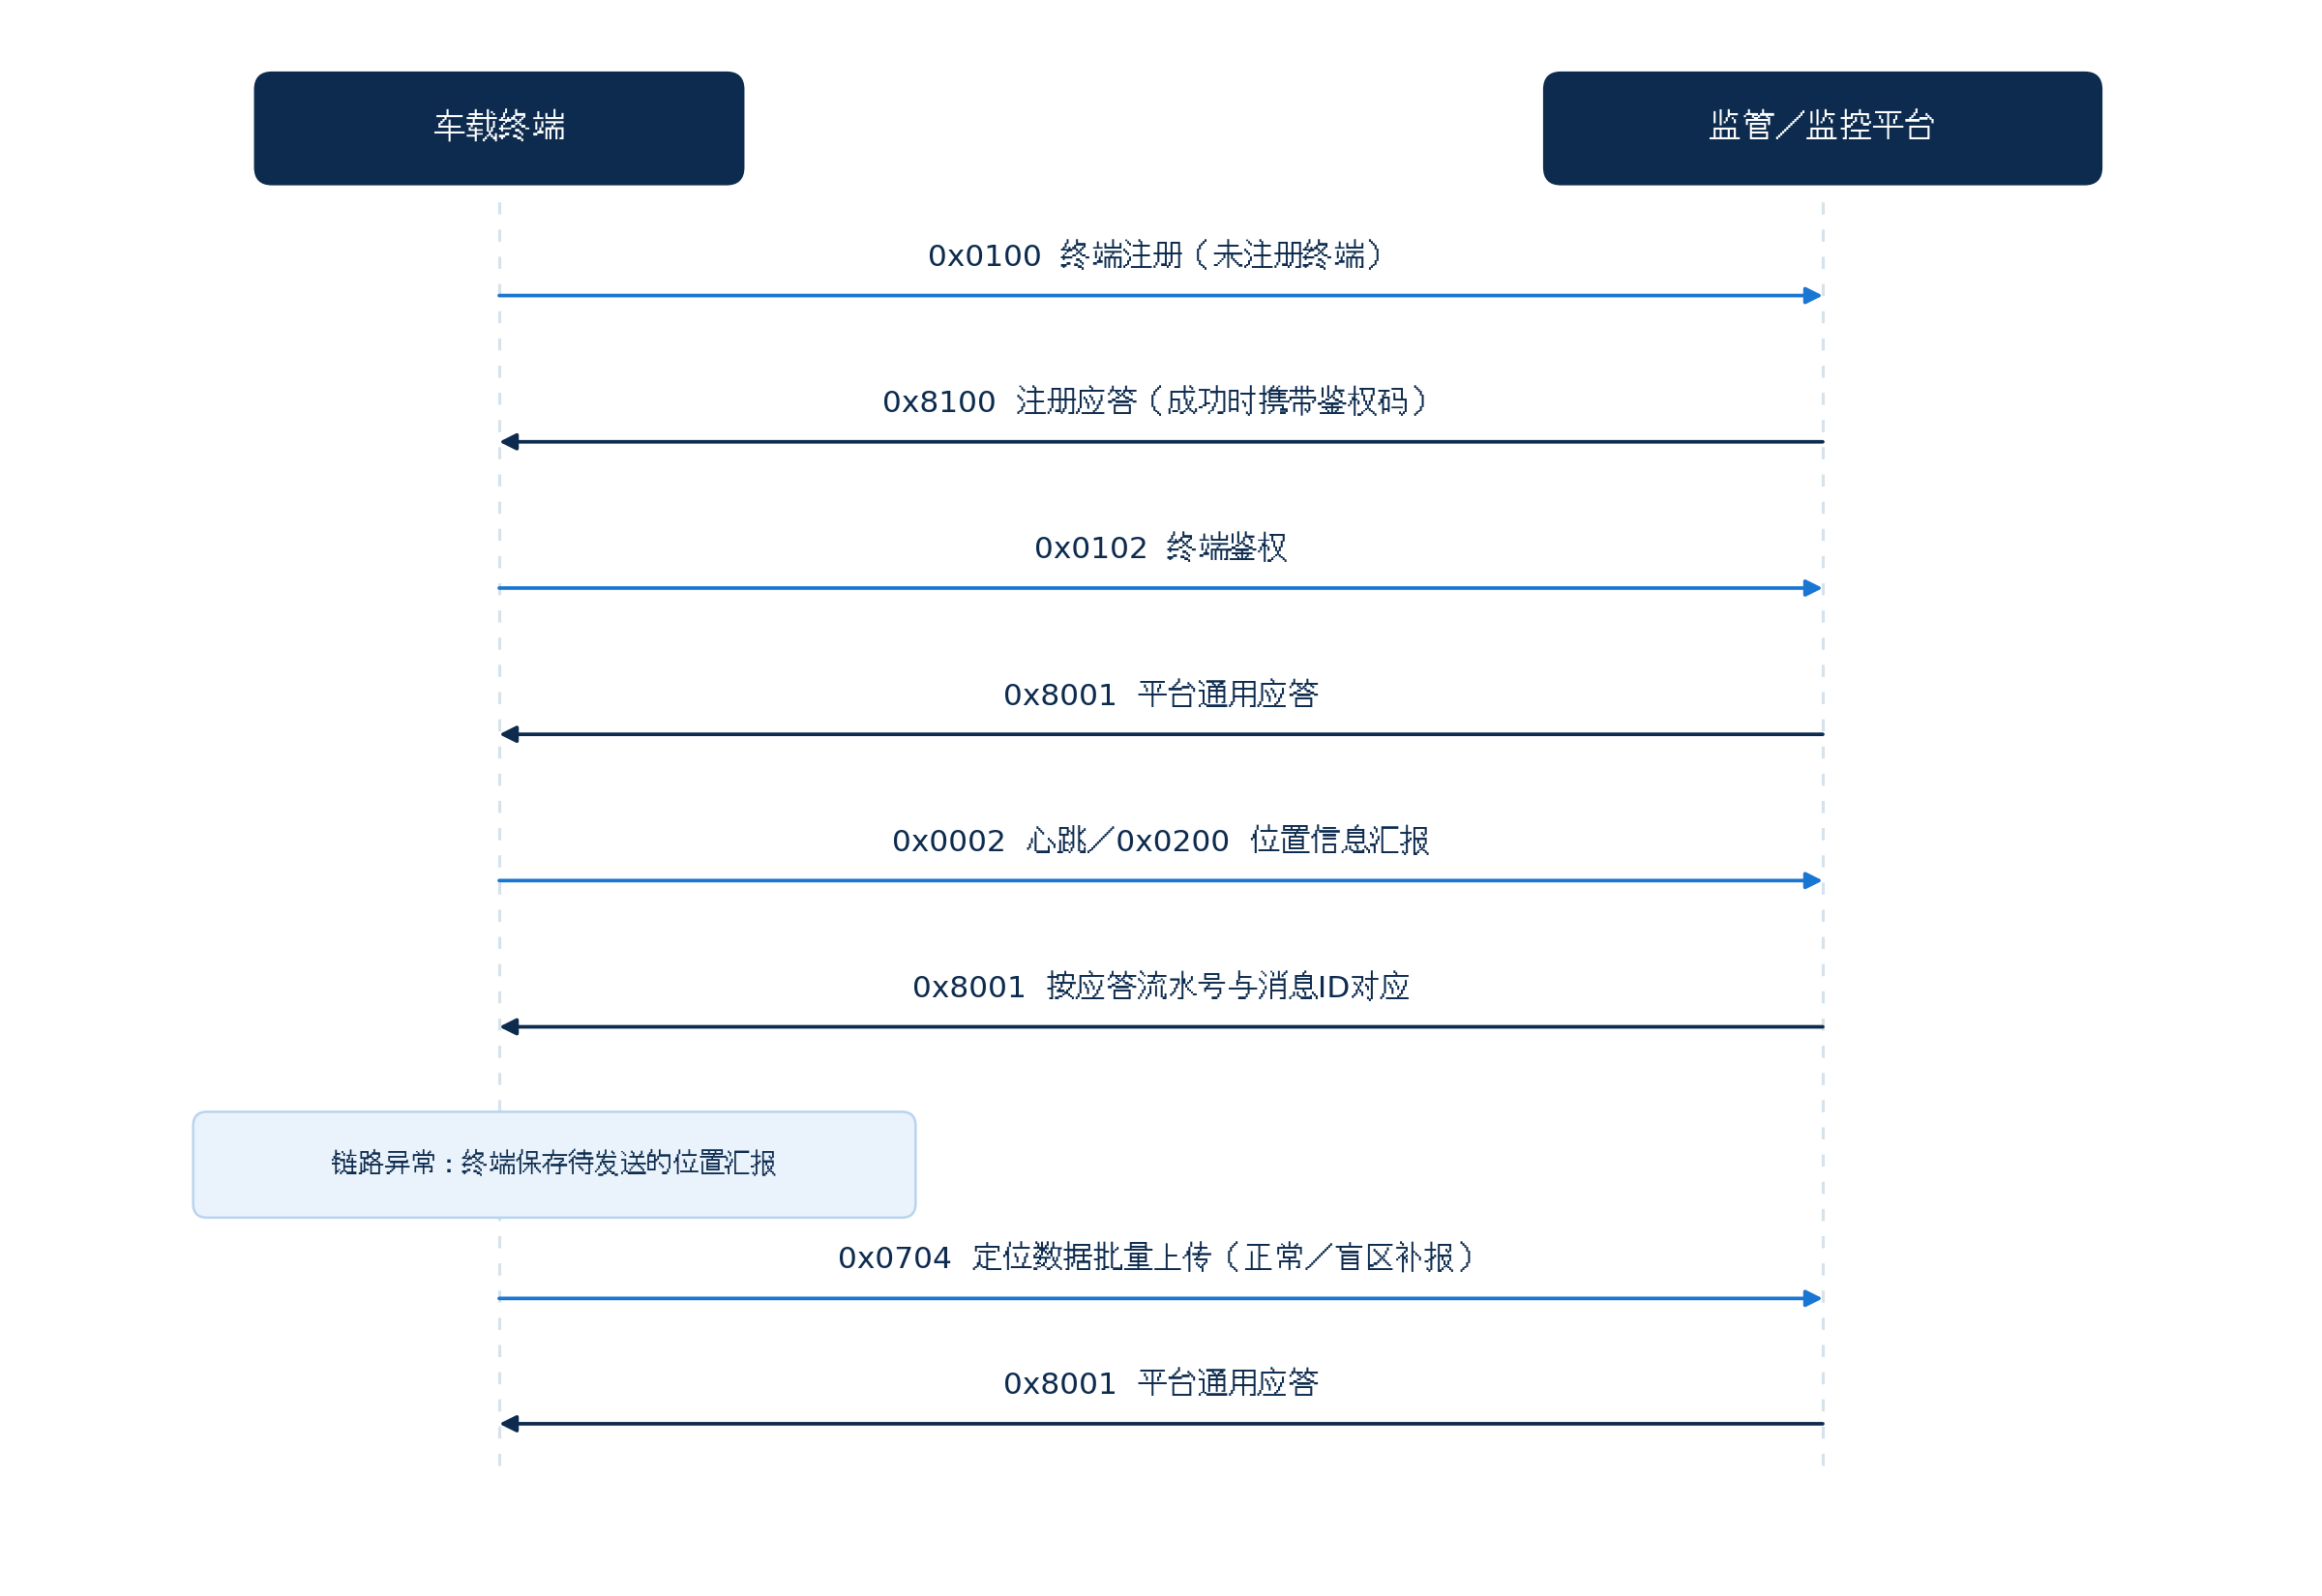 车载终端
监管／监控平台
0x0100 终端注册（未注册终端）
0x8100 注册应答（成功时携带鉴权码）
0x0102 终端鉴权
0x8001 平台通用应答
0x0002 心跳／0x0200 位置信息汇报
0x8001 按应答流水号与消息ID对应
链路异常：终端保存待发送的位置汇报
0x0704 定位数据批量上传（正常／盲区补报）
0x8001 平台通用应答